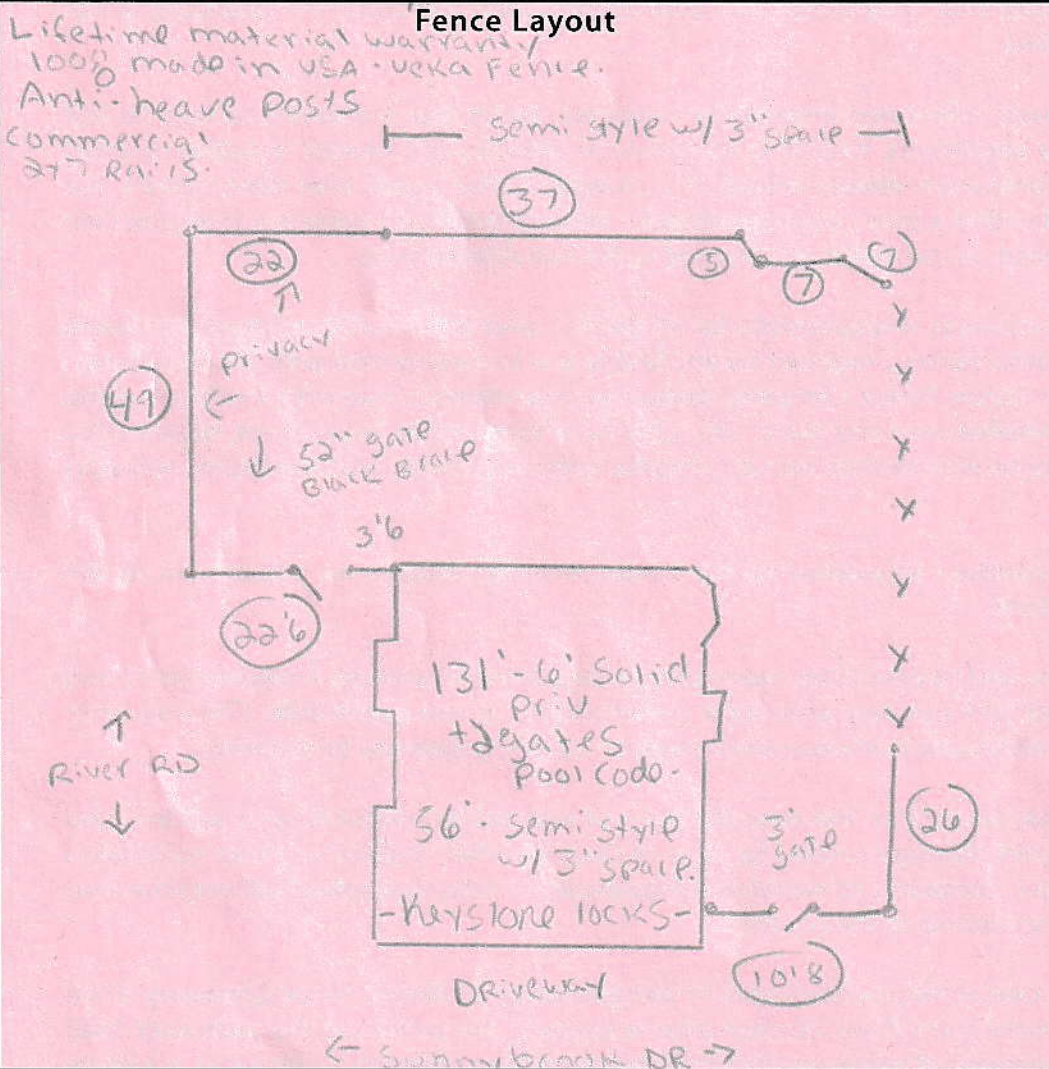 Fence Layout
Lifetime material warranty
100% made in USA - veka Fence.
Anti-heave Posts
Commercial
2x7 Rails.
semi style w/ 3" space
37
22
5
7
7
privacy
49
52" gate
Black Brace
3'6
22'6
131' - 6' Solid
priv
+2gates
pool code.
56' - semi style
w/ 3" space.
-Keystone locks-
River RD
3'
gate
26
10'8
Driveway
← Sunnybrook DR →